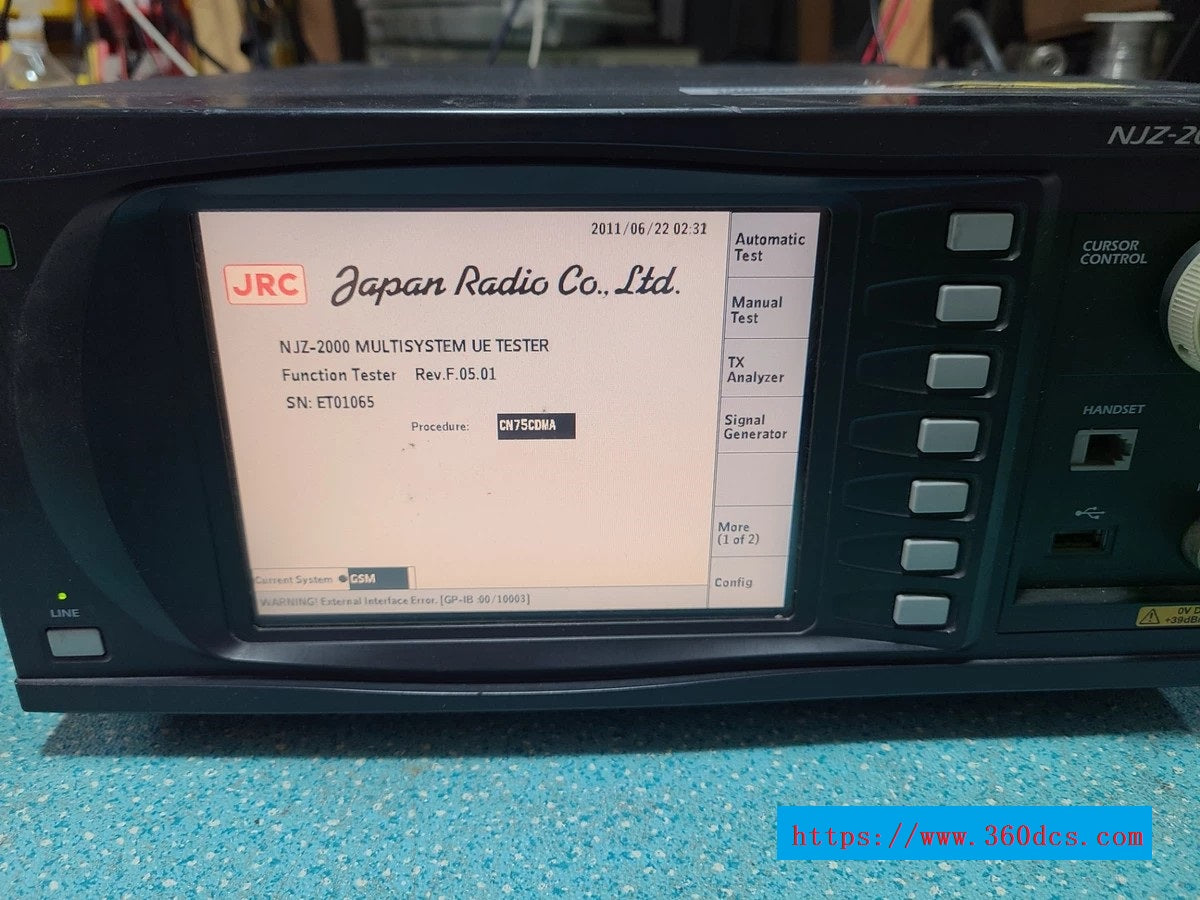 NJZ-20
2011/06/22 02:32
JRC Japan Radio Co., Ltd.
NJZ-2000 MULTISYSTEM UE TESTER
Function Tester Rev.F.05.01
SN: ET01065
Procedure: CN75CDMA
Current System GSM
WARNING! External Interface Error. [GP-IB :00/10003]
Automatic
Test
Manual
Test
TX
Analyzer
Signal
Generator
More
(1 of 2)
Config
CURSOR
CONTROL
HANDSET
LINE
0V D
+39dB
https://www.360dcs.com